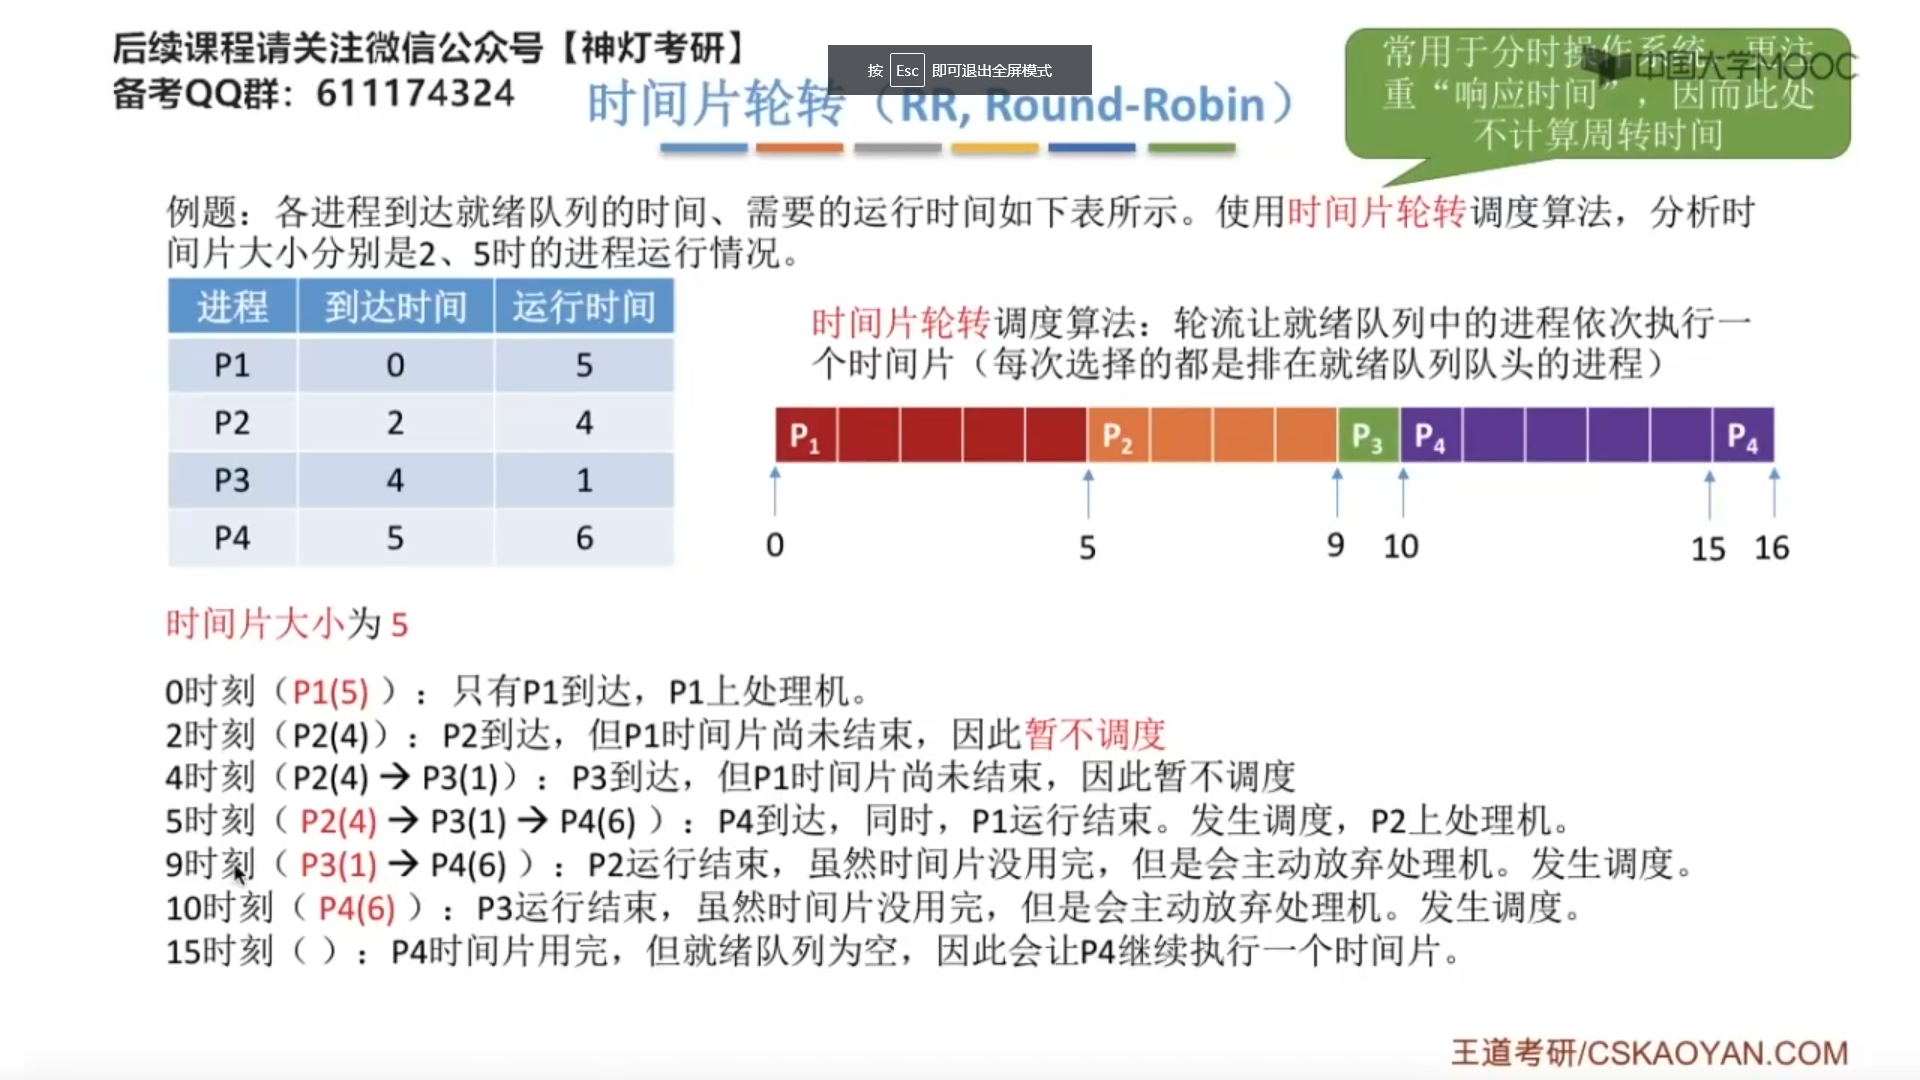 后续课程请关注微信公众号【神灯考研】
备考QQ群：611174324
按 Esc 即可退出全屏模式
时间片轮转（RR, Round-Robin）
常用于分时操作系统，更注
重“响应时间”，因而此处
不计算周转时间
中国大学MOOC
例题：各进程到达就绪队列的时间、需要的运行时间如下表所示。使用时间片轮转调度算法，分析时
间片大小分别是2、5时的进程运行情况。
进程 到达时间 运行时间
P1 0 5
P2 2 4
P3 4 1
P4 5 6
时间片轮转调度算法：轮流让就绪队列中的进程依次执行一
个时间片（每次选择的都是排在就绪队列队头的进程）
P1 P2 P3 P4 P4
0 5 9 10 15 16
时间片大小为 5
0时刻（P1(5) ）：只有P1到达，P1上处理机。
2时刻（P2(4)）：P2到达，但P1时间片尚未结束，因此暂不调度
4时刻（P2(4) → P3(1)）：P3到达，但P1时间片尚未结束，因此暂不调度
5时刻（ P2(4) → P3(1) → P4(6) ）：P4到达，同时，P1运行结束。发生调度，P2上处理机。
9时刻（ P3(1) → P4(6) ）：P2运行结束，虽然时间片没用完，但是会主动放弃处理机。发生调度。
10时刻（ P4(6) ）：P3运行结束，虽然时间片没用完，但是会主动放弃处理机。发生调度。
15时刻（ ）：P4时间片用完，但就绪队列为空，因此会让P4继续执行一个时间片。
王道考研/CSKAOYAN.COM